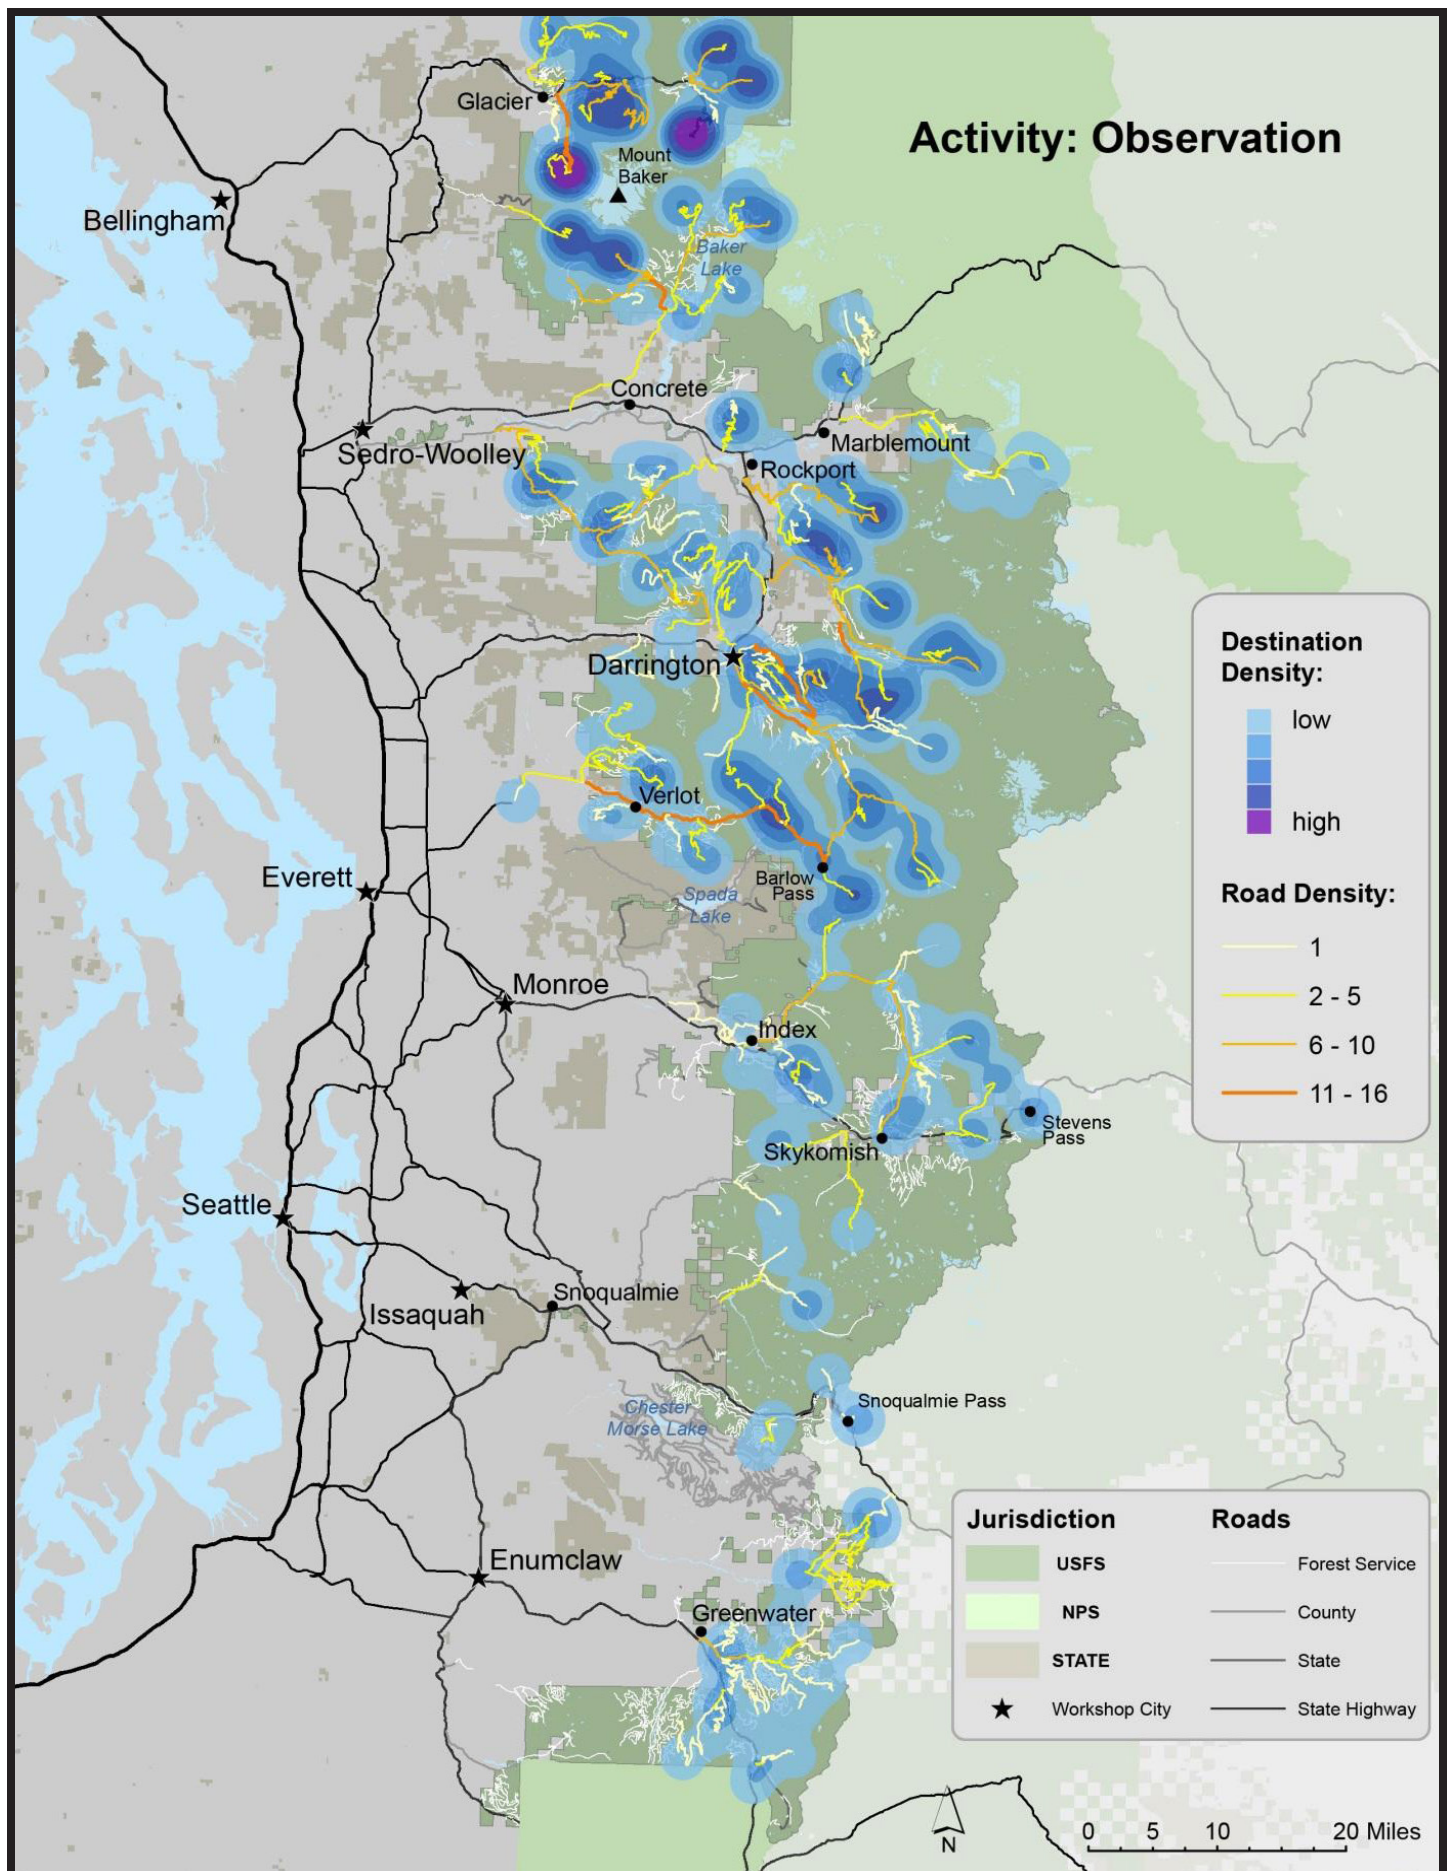 Activity: Observation
Glacier
Mount
Baker
Bellingham
Baker
Lake
Concrete
Sedro-Woolley
Marblemount
Rockport
Darrington
Verlot
Barlow
Pass
Everett
Spada
Lake
Monroe
Index
Stevens
Pass
Skykomish
Seattle
Issaquah
Snoqualmie
Snoqualmie Pass
Chester
Morse Lake
Enumclaw
Greenwater
Destination
Density:
low
high
Road Density:
1
2 - 5
6 - 10
11 - 16
Jurisdiction
USFS
NPS
STATE
Workshop City
Roads
Forest Service
County
State
State Highway
N
0 5 10 20 Miles